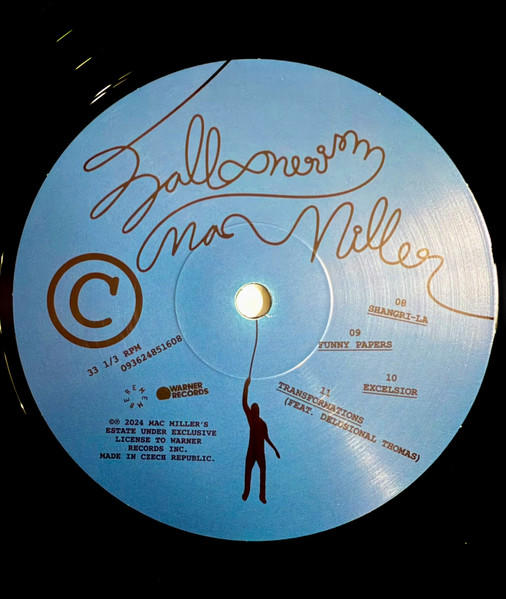 Balloonerism
Mac Miller
C
08
SHANGRI-LA
09
FUNNY PAPERS
10
EXCELSIOR
11
TRANSFORMATIONS
(FEAT. DELUSIONAL THOMAS)
33 1/3 RPM
093624851608
WARNER
RECORDS
©℗ 2024 MAC MILLER'S
ESTATE UNDER EXCLUSIVE
LICENSE TO WARNER
RECORDS INC.
MADE IN CZECH REPUBLIC.